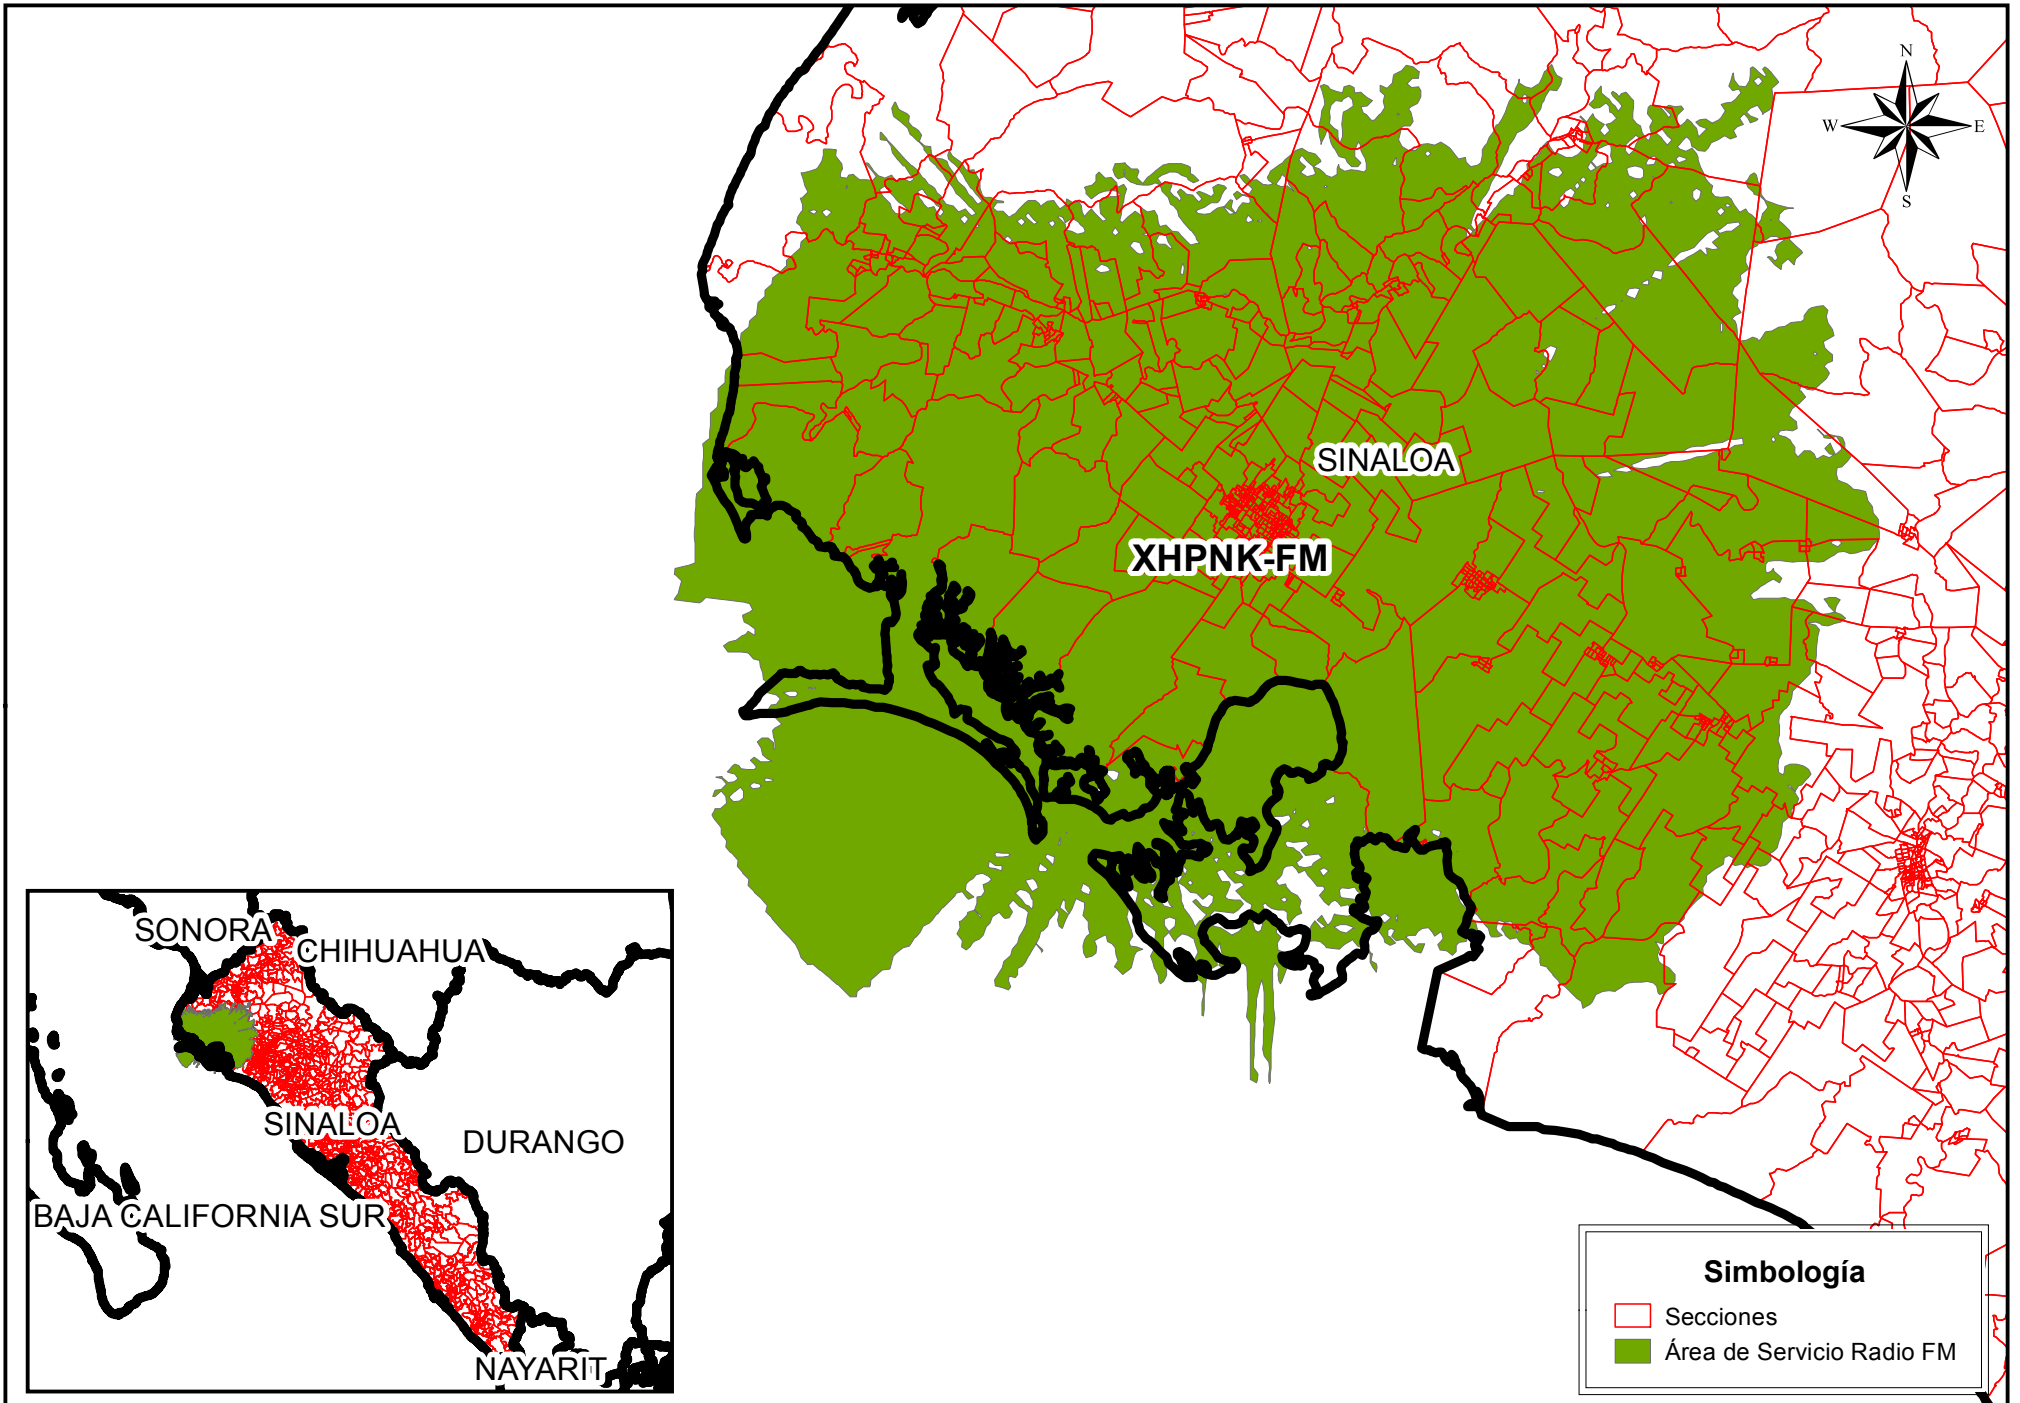 N
W
E
S
SINALOA
XHPNK-FM
SONORA
CHIHUAHUA
SINALOA
DURANGO
BAJA CALIFORNIA SUR
NAYARIT
Simbología
Secciones
Área de Servicio Radio FM